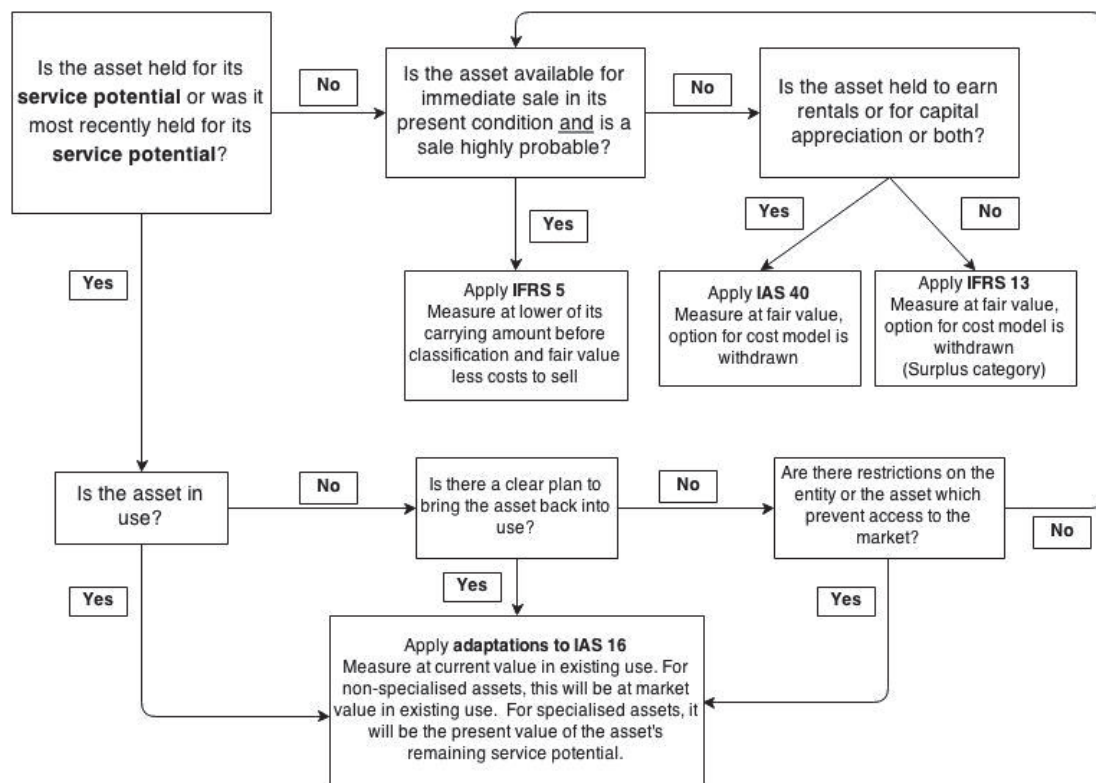 Is the asset held for its
service potential or was it
most recently held for its
service potential?
No
Is the asset available for
immediate sale in its
present condition and is a
sale highly probable?
No
Is the asset held to earn
rentals or for capital
appreciation or both?
Yes
Yes
Yes
No
Apply IFRS 5
Measure at lower of its
carrying amount before
classification and fair value
less costs to sell
Apply IAS 40
Measure at fair value,
option for cost model is
withdrawn
Apply IFRS 13
Measure at fair value,
option for cost model is
withdrawn
(Surplus category)
Is the asset in
use?
No
Is there a clear plan to
bring the asset back into
use?
No
Are there restrictions on the
entity or the asset which
prevent access to the
market?
No
Yes
Yes
Yes
Apply adaptations to IAS 16
Measure at current value in existing use. For
non-specialised assets, this will be at market
value in existing use. For specialised assets, it
will be the present value of the asset's
remaining service potential.